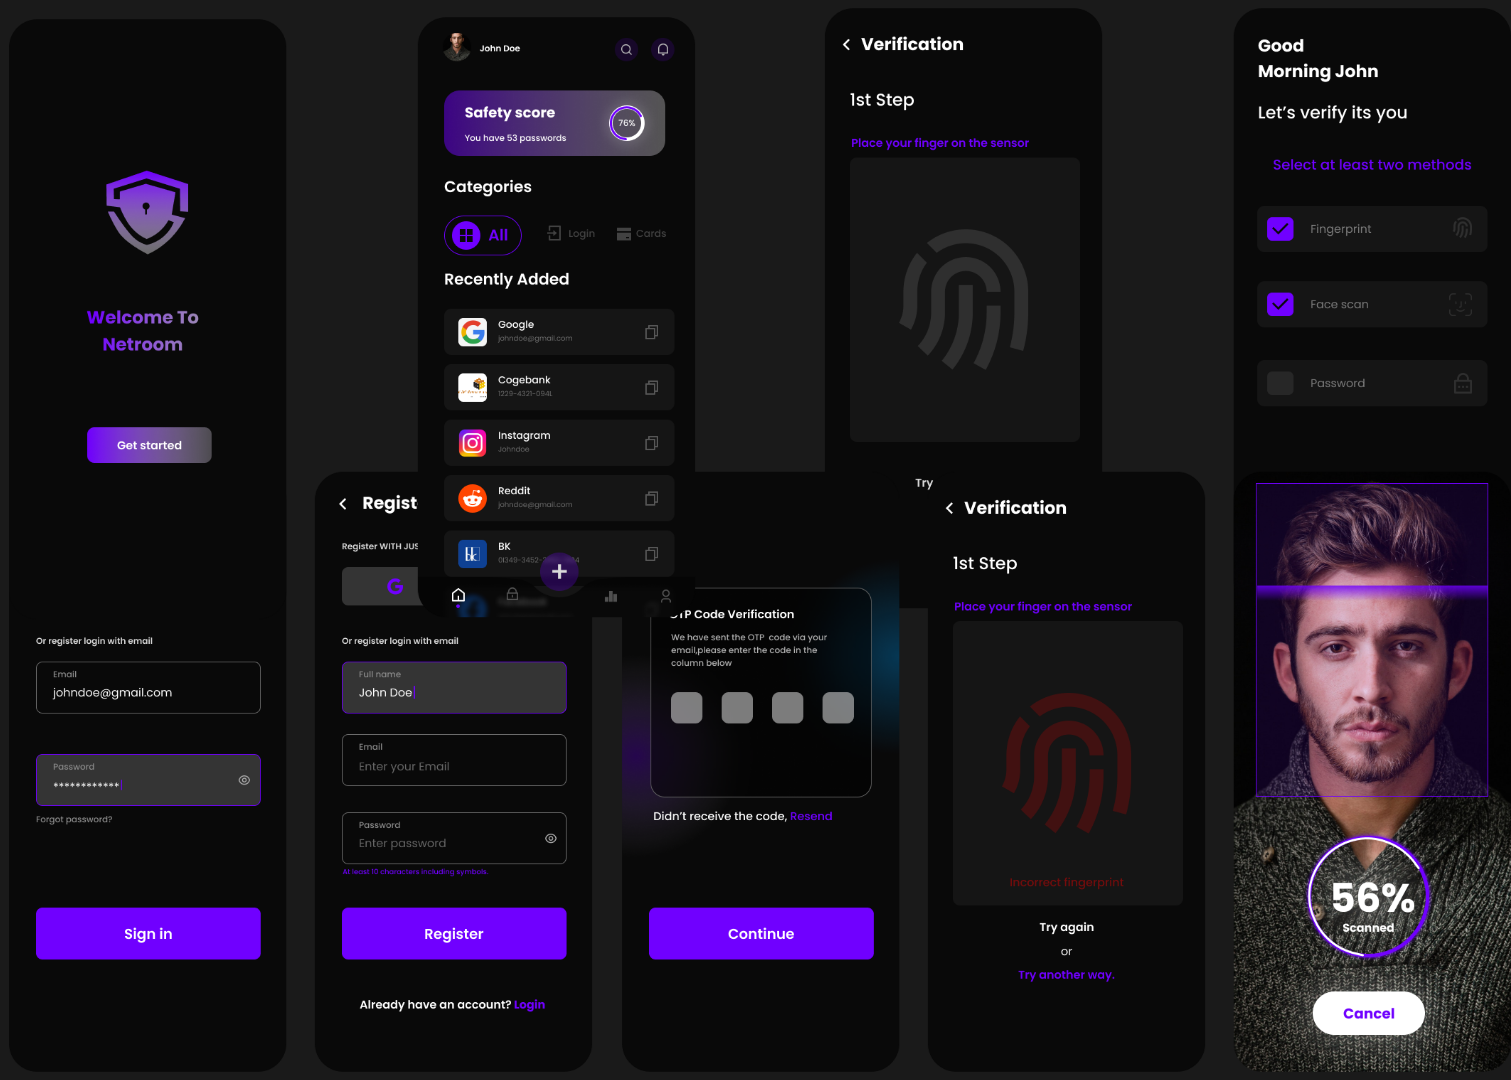 Welcome To
Netroom
Get started
Or register login with email
Email
johndoe@gmail.com
Password
************
Forgot password?
Sign in
Regist
Register WITH JUS
G
Or register login with email
Full name
John Doe
Email
Enter your Email
Password
Enter password
At least 10 characters including symbols.
Register
Already have an account? Login
John Doe
Safety score
You have 53 passwords
76%
Categories
All
Login
Cards
Recently Added
Google
johndoe@gmail.com
Cogebank
1229-4321-0941
Instagram
Johndoe
Reddit
johndoe@gmail.com
BK
bk
01349-3452-
OTP Code Verification
We have sent the OTP code via your
email,please enter the code in the
column below
Didn't receive the code, Resend
Continue
Verification
1st Step
Place your finger on the sensor
Try
Verification
1st Step
Place your finger on the sensor
Incorrect fingerprint
Try again
or
Try another way.
Good
Morning John
Let's verify its you
Select at least two methods
Fingerprint
Face scan
Password
56%
Scanned
Cancel